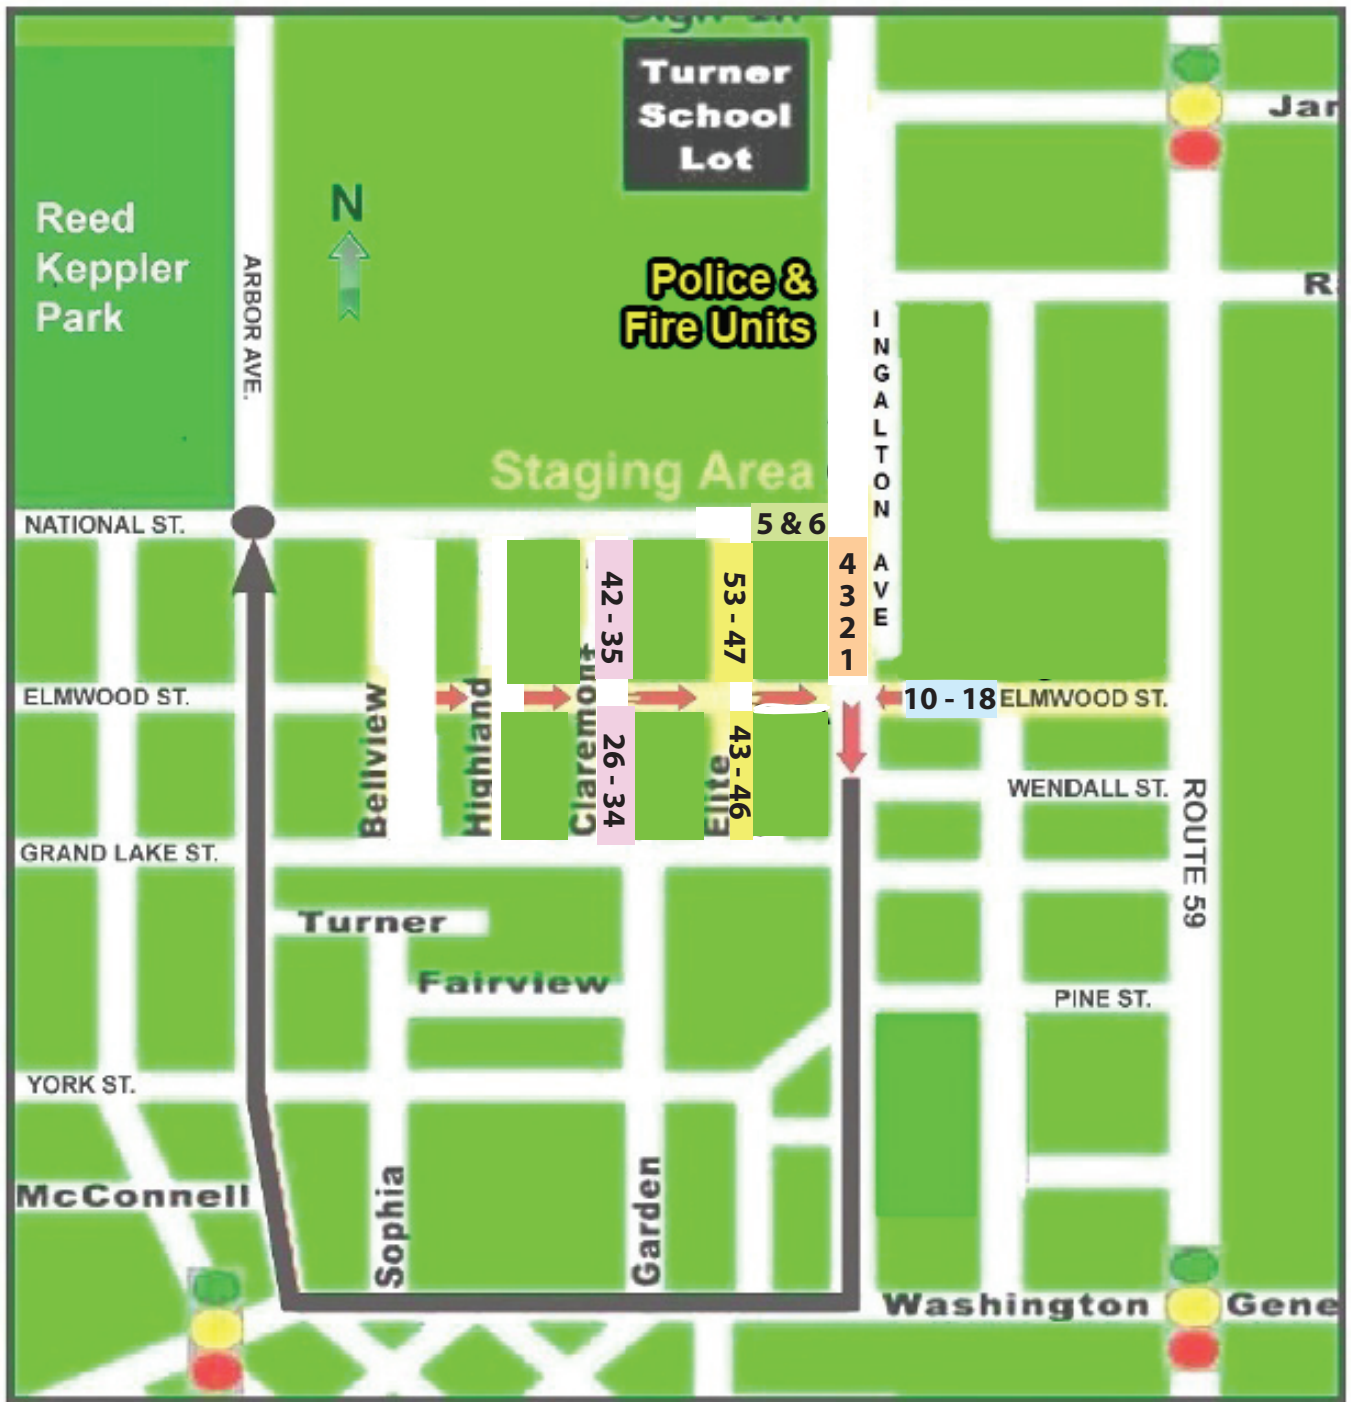 Sign In
Turner
School
Lot
Jar
Reed
Keppler
Park
N
ARBOR AVE.
Police &
Fire Units
R
INGALTON AVE
Staging Area
NATIONAL ST.
5 & 6
4
3
2
1
42 - 35
53 - 47
ELMWOOD ST.
10 - 18
ELMWOOD ST.
Bellview
Highland
Claremont
26 - 34
Elite
43 - 46
WENDALL ST.
ROUTE 59
GRAND LAKE ST.
Turner
Fairview
PINE ST.
YORK ST.
McConnell
Sophia
Garden
Washington
Gene